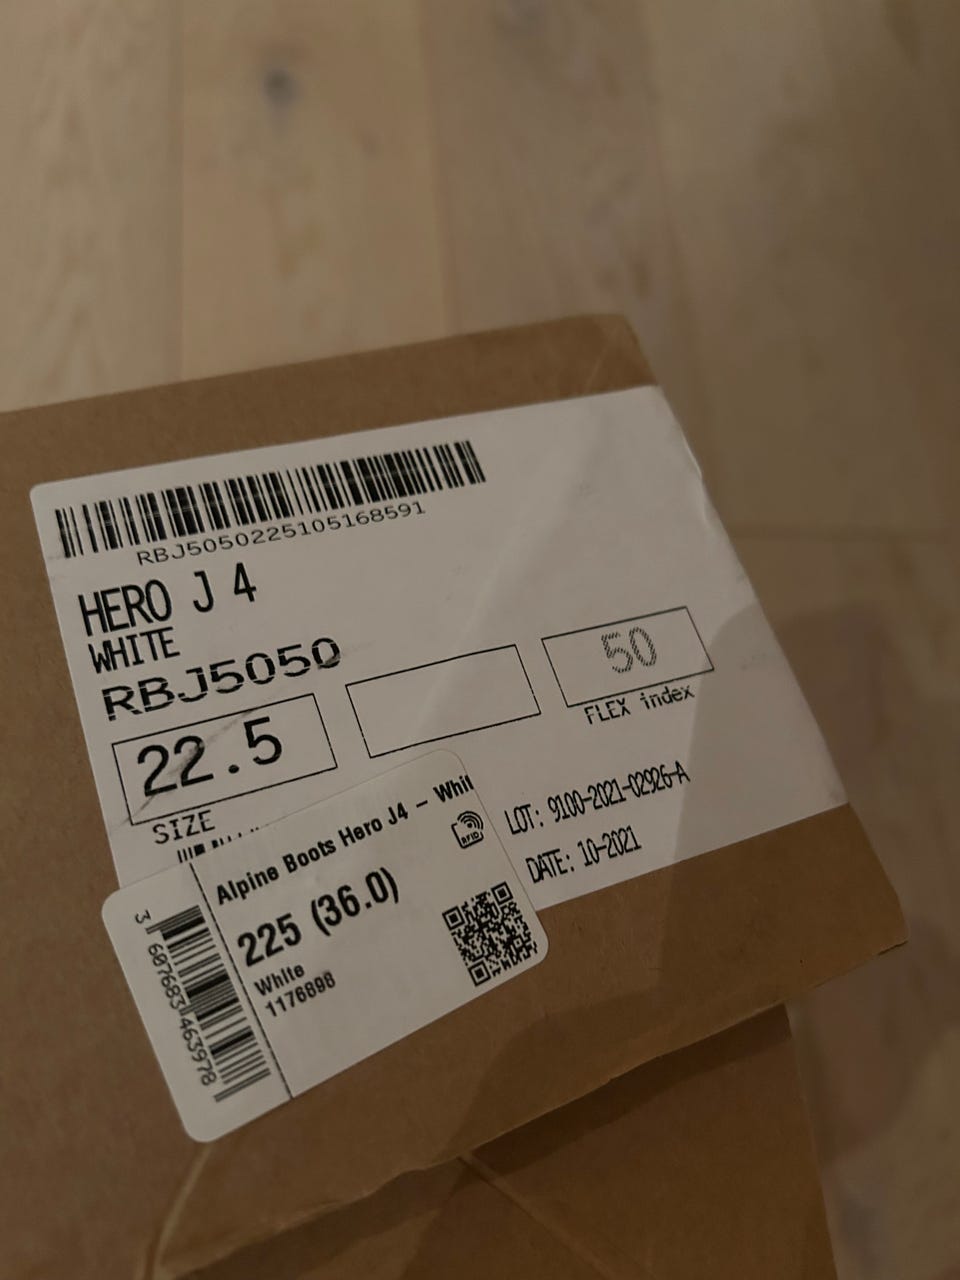 RBJ5050225105168591
HERO J 4
WHITE
RBJ5050
22.5
SIZE
50
FLEX index
LOT: 9100-2021-02926-A
DATE: 10-2021
Alpine Boots Hero J4 - Whit
RFID
225 (36.0)
White
1176898
3 607683 463978